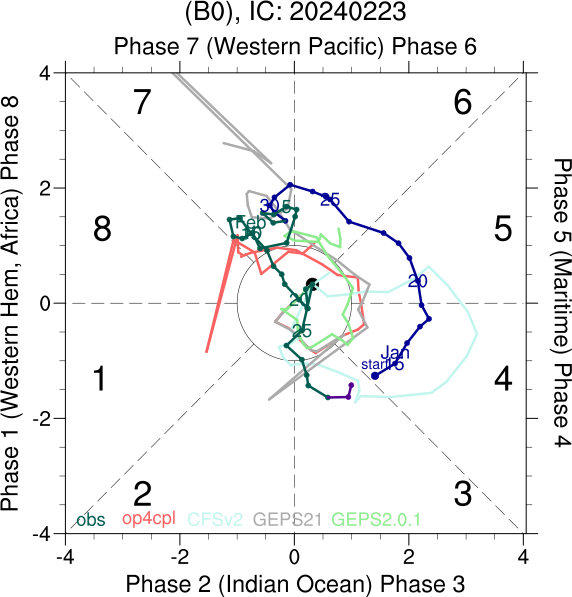 (B0), IC: 20240223
Phase 7 (Western Pacific) Phase 6
4
7
6
2
30
5
25
Feb
10
8
5
20
20
0
25
Jan
start
15
1
4
-2
2
3
obs
op4cpl
CFSv2
GEPS21
GEPS2.0.1
-4
-4
-2
0
2
4
Phase 2 (Indian Ocean) Phase 3
Phase 1 (Western Hem, Africa) Phase 8
Phase 5 (Maritime) Phase 4